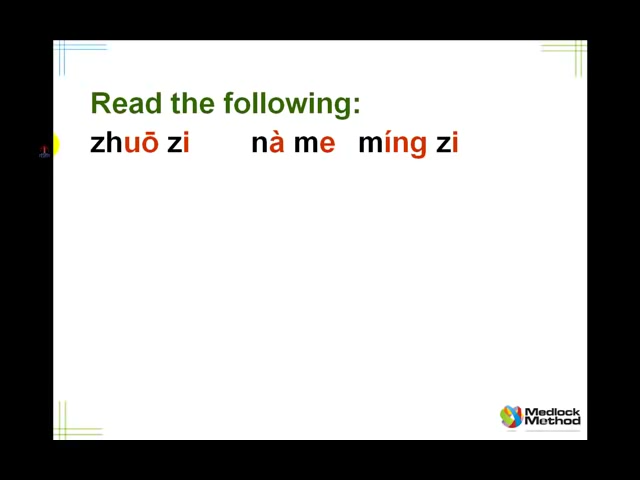 Read the following:
zhuō zi nà me míng zi
Medlock
Method